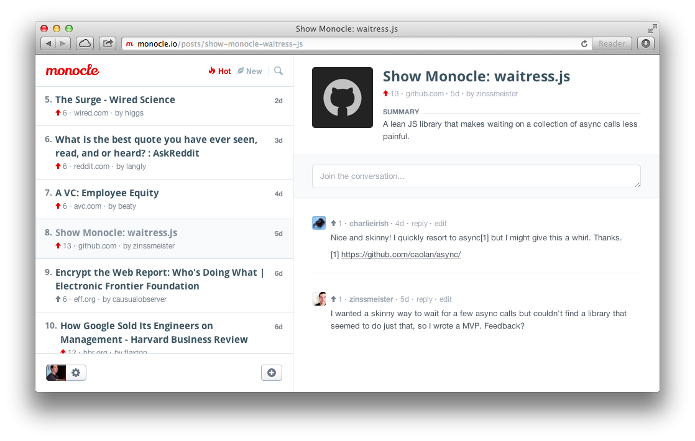 Show Monocle: waitress.js
monocle.io/posts/show-monocle-waitress-js
Reader
monocle
Hot
New
5. The Surge - Wired Science
2d
6 · wired.com · by higgs
6. What is the best quote you have ever seen,
read, and or heard? : AskReddit
3d
6 · reddit.com · by langly
7. A VC: Employee Equity
4d
6 · avc.com · by beaty
8. Show Monocle: waitress.js
5d
13 · github.com · by zinssmeister
9. Encrypt the Web Report: Who's Doing What |
Electronic Frontier Foundation
6d
6 · eff.org · by causualobserver
10. How Google Sold Its Engineers on
Management - Harvard Business Review
6d
12 · hbr.org · by flaxton
Show Monocle: waitress.js
13 · github.com · 5d · by zinssmeister
SUMMARY
A lean JS library that makes waiting on a collection of async calls less
painful.
Join the conversation...
1 · charlieirish · 4d · reply · edit
Nice and skinny! I quickly resort to async[1] but I might give this a whirl. Thanks.
[1] https://github.com/caolan/async/
1 · zinssmeister · 5d · reply · edit
I wanted a skinny way to wait for a few async calls but couldn't find a library that
seemed to do just that, so I wrote a MVP. Feedback?